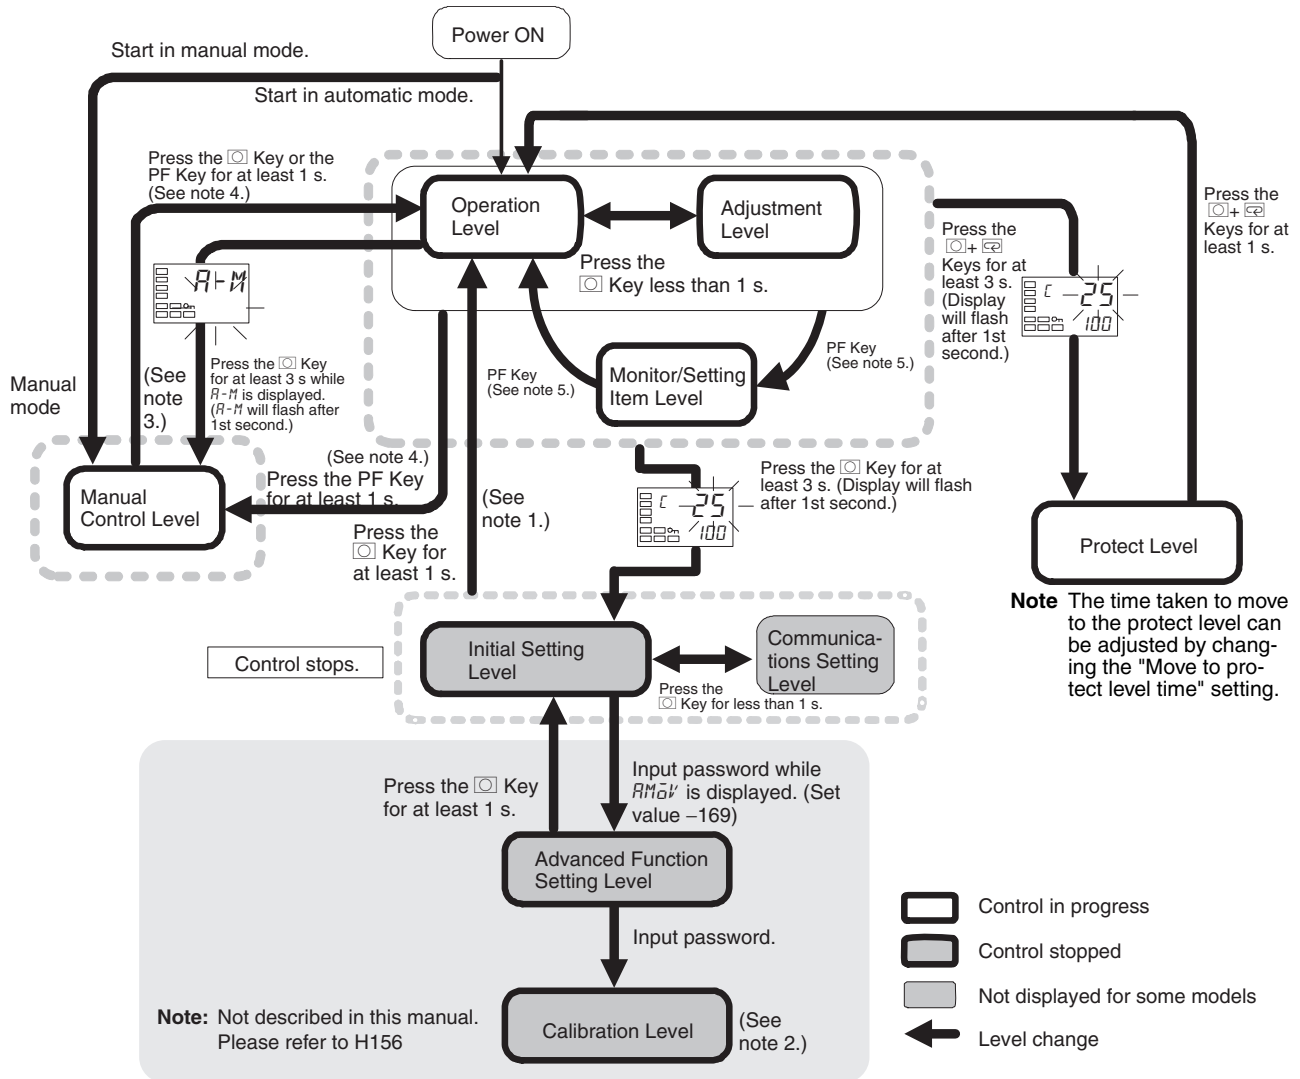 Power ON
Start in manual mode.
Start in automatic mode.
Press the Key or the
PF Key for at least 1 s.
(See note 4.)
Operation
Level
Adjustment
Level
Press the
Key less than 1 s.
Press the
+
Keys for at
least 3 s.
(Display
will flash
after 1st
second.)
Press the
+
Keys for at
least 1 s.
A-M
C 25
100
Manual
mode
(See
note
3.)
Press the Key
for at least 3 s while
A-M is displayed.
(A-M will flash after
1st second.)
PF Key
(See note 5.)
Monitor/Setting
Item Level
PF Key
(See note 5.)
Manual
Control Level
(See note 4.)
Press the PF Key
for at least 1 s.
Press the
Key for
at least 1 s.
(See
note 1.)
C 25
100
Press the Key for at
least 3 s. (Display will flash
after 1st second.)
Protect Level
Note The time taken to move
to the protect level can
be adjusted by chang-
ing the "Move to pro-
tect level time" setting.
Control stops.
Initial Setting
Level
Communica-
tions Setting
Level
Press the
Key for less than 1 s.
Press the Key
for at least 1 s.
Input password while
AMOV is displayed. (Set
value −169)
Advanced Function
Setting Level
Input password.
Calibration Level
(See
note 2.)
Note: Not described in this manual.
Please refer to H156
Control in progress
Control stopped
Not displayed for some models
Level change